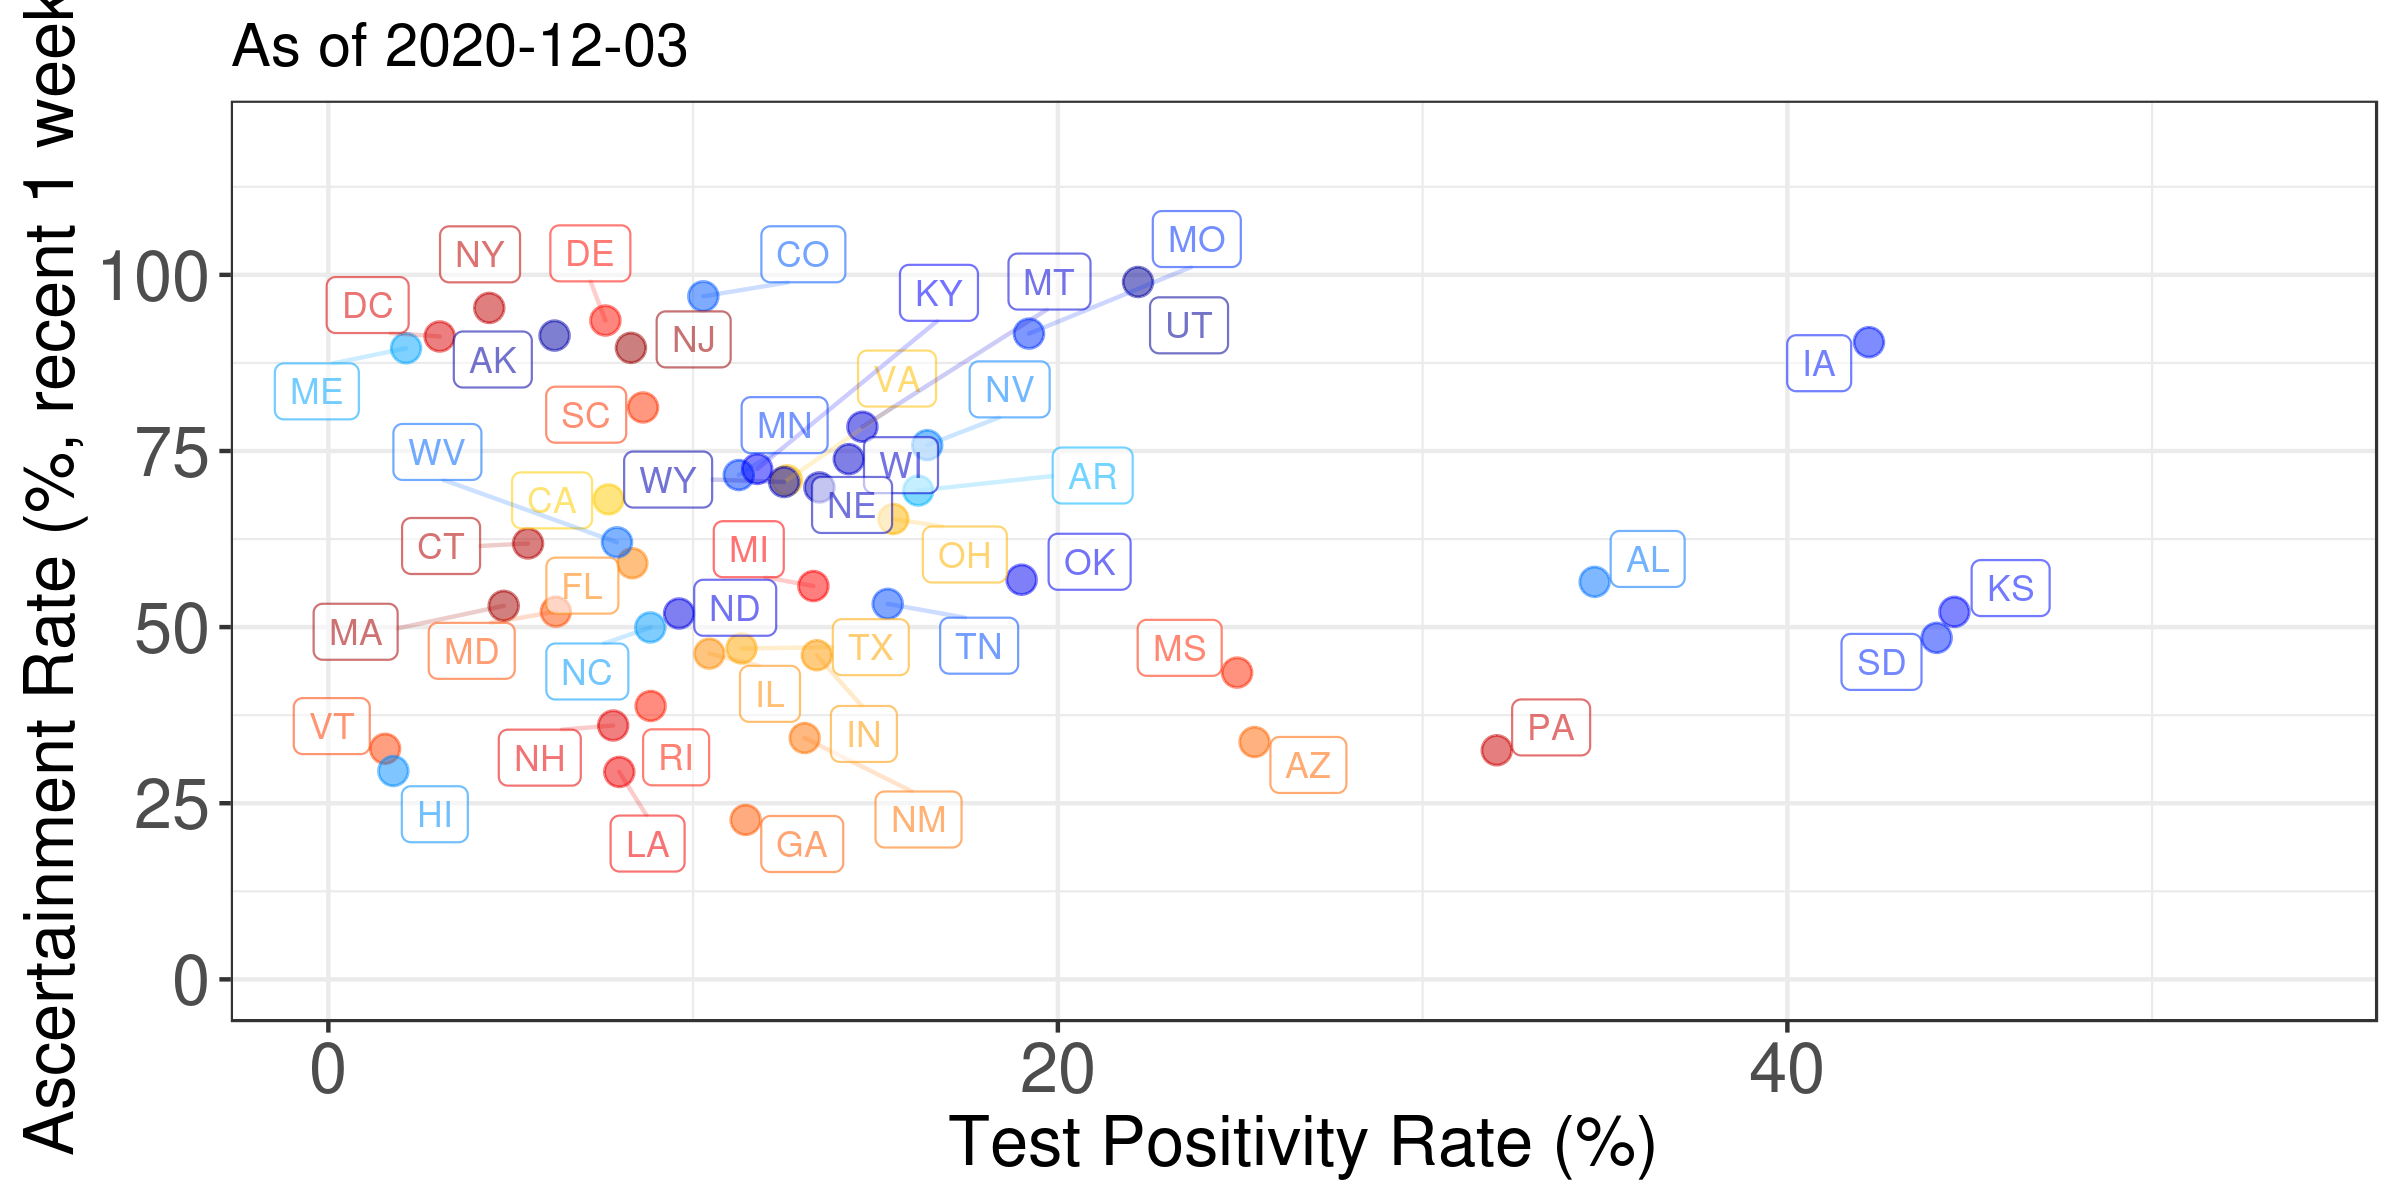 As of 2020-12-03
Ascertainment Rate (%, recent 1 week
100
75
50
25
0
MO
NY
DE
CO
MT
KY
DC
UT
NJ
AK
IA
VA
ME
NV
SC
MN
WV
WI
AR
WY
CA
NE
CT
MI
OH
OK
AL
FL
KS
ND
MA
MD
TX
TN
MS
SD
NC
IL
VT
PA
IN
NH
RI
AZ
HI
NM
LA
GA
0
20
40
Test Positivity Rate (%)